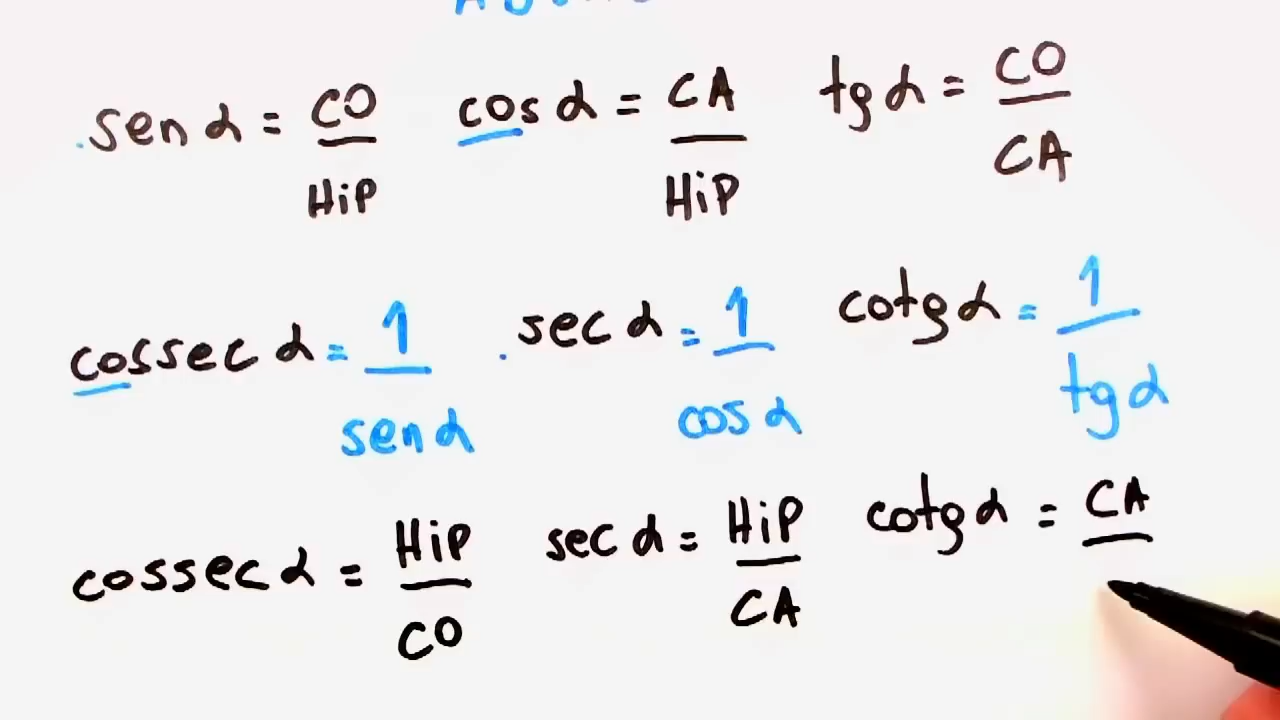 sen α = CO/HiP cos α = CA/HiP tg α = CO/CA
cossec α = 1/sen α sec α = 1/cos α cotg α = 1/tg α
cossec α = HiP/CO sec α = HiP/CA cotg α = CA/